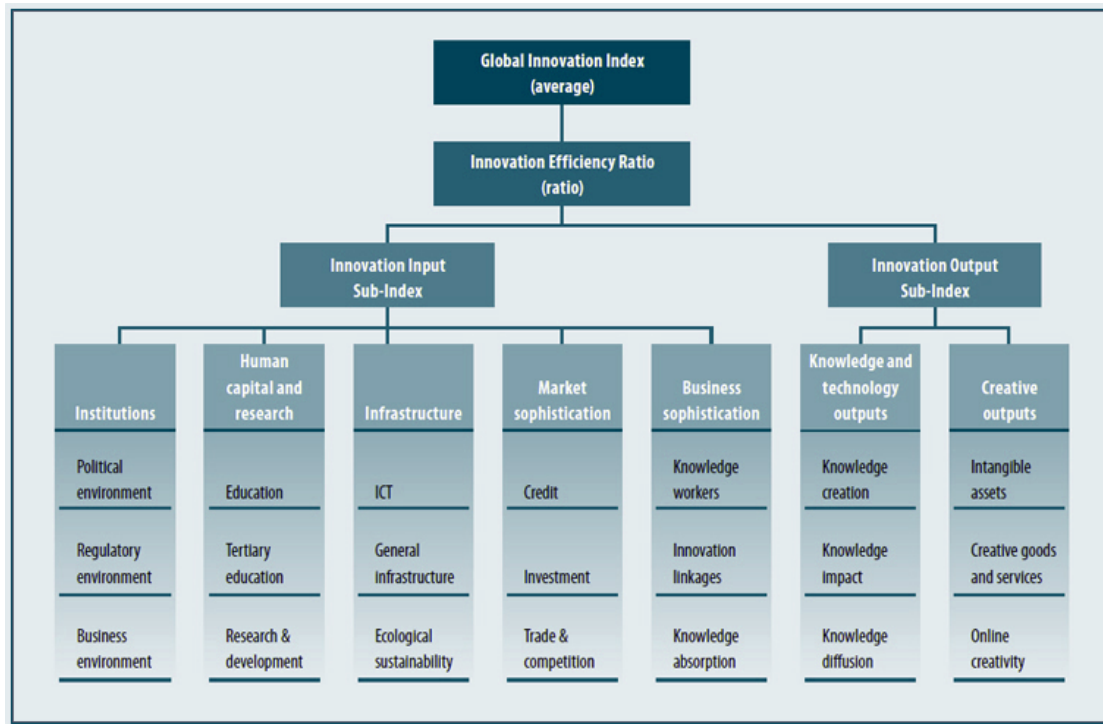 Global Innovation Index
(average)
Innovation Efficiency Ratio
(ratio)
Innovation Input
Sub-Index
Innovation Output
Sub-Index
Institutions
Human
capital and
research
Infrastructure
Market
sophistication
Business
sophistication
Knowledge and
technology
outputs
Creative
outputs
Political
environment
Education
ICT
Credit
Knowledge
workers
Knowledge
creation
Intangible
assets
Regulatory
environment
Tertiary
education
General
infrastructure
Investment
Innovation
linkages
Knowledge
impact
Creative goods
and services
Business
environment
Research &
development
Ecological
sustainability
Trade &
competition
Knowledge
absorption
Knowledge
diffusion
Online
creativity